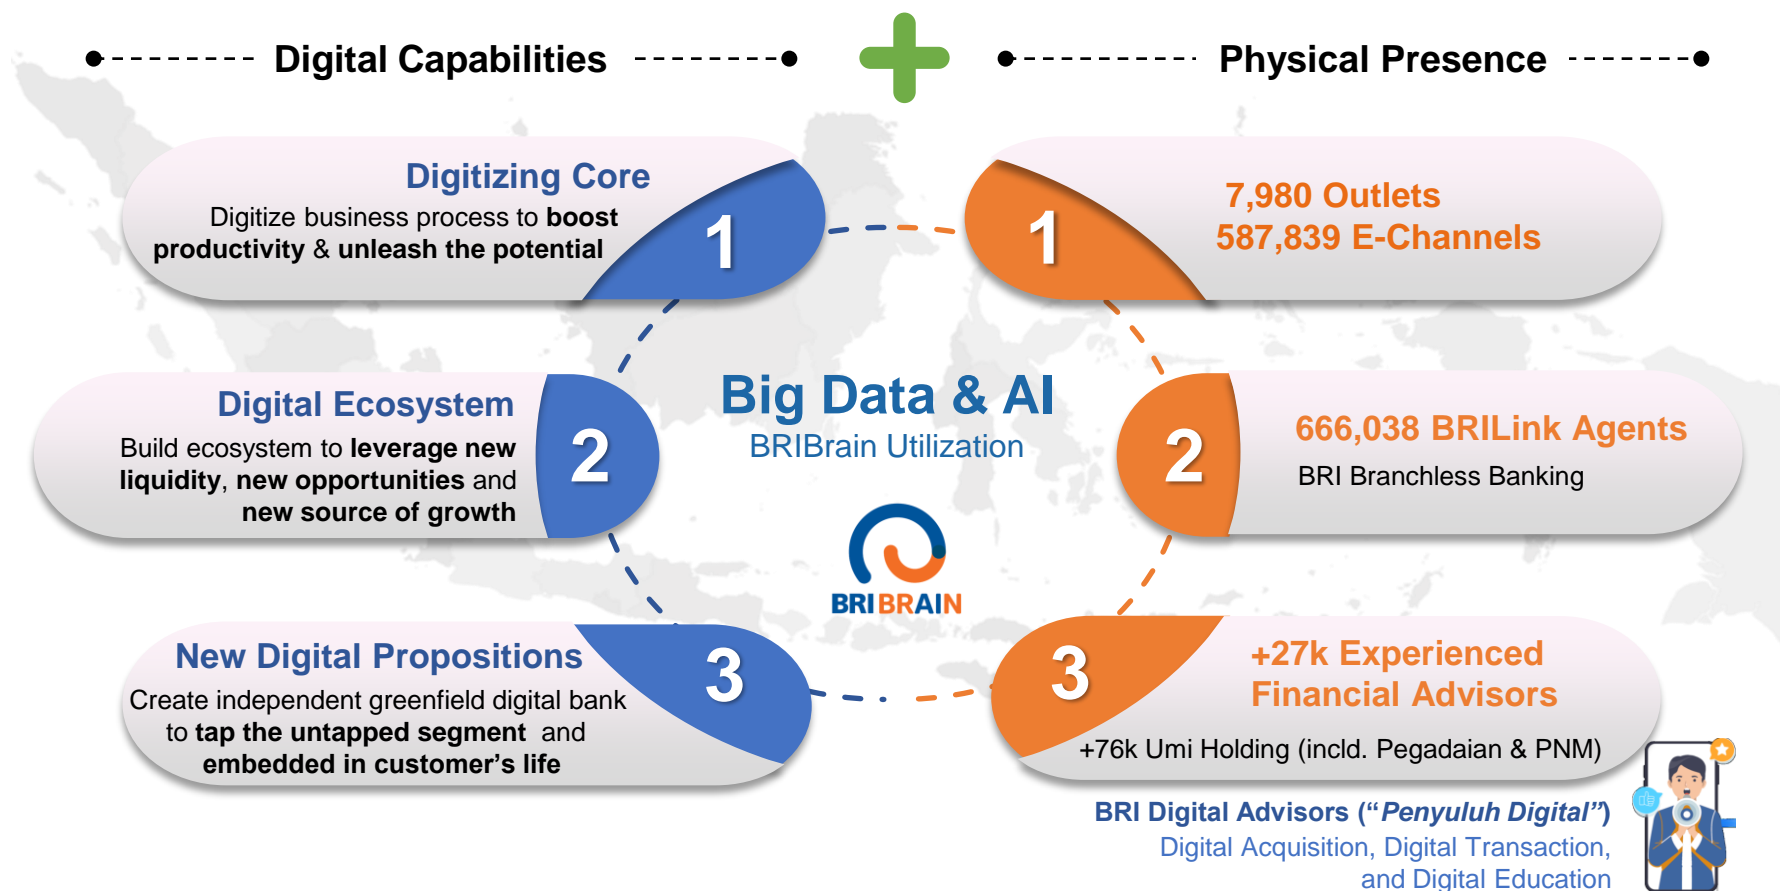 Digital Capabilities
Physical Presence
Digitizing Core
Digitize business process to boost
productivity & unleash the potential
1
Digital Ecosystem
Build ecosystem to leverage new
liquidity, new opportunities and
new source of growth
2
New Digital Propositions
Create independent greenfield digital bank
to tap the untapped segment and
embedded in customer’s life
3
Big Data & AI
BRIBrain Utilization
BRIBRAIN
1
7,980 Outlets
587,839 E-Channels
2
666,038 BRILink Agents
BRI Branchless Banking
3
+27k Experienced
Financial Advisors
+76k Umi Holding (incld. Pegadaian & PNM)
BRI Digital Advisors (“Penyuluh Digital”)
Digital Acquisition, Digital Transaction,
and Digital Education